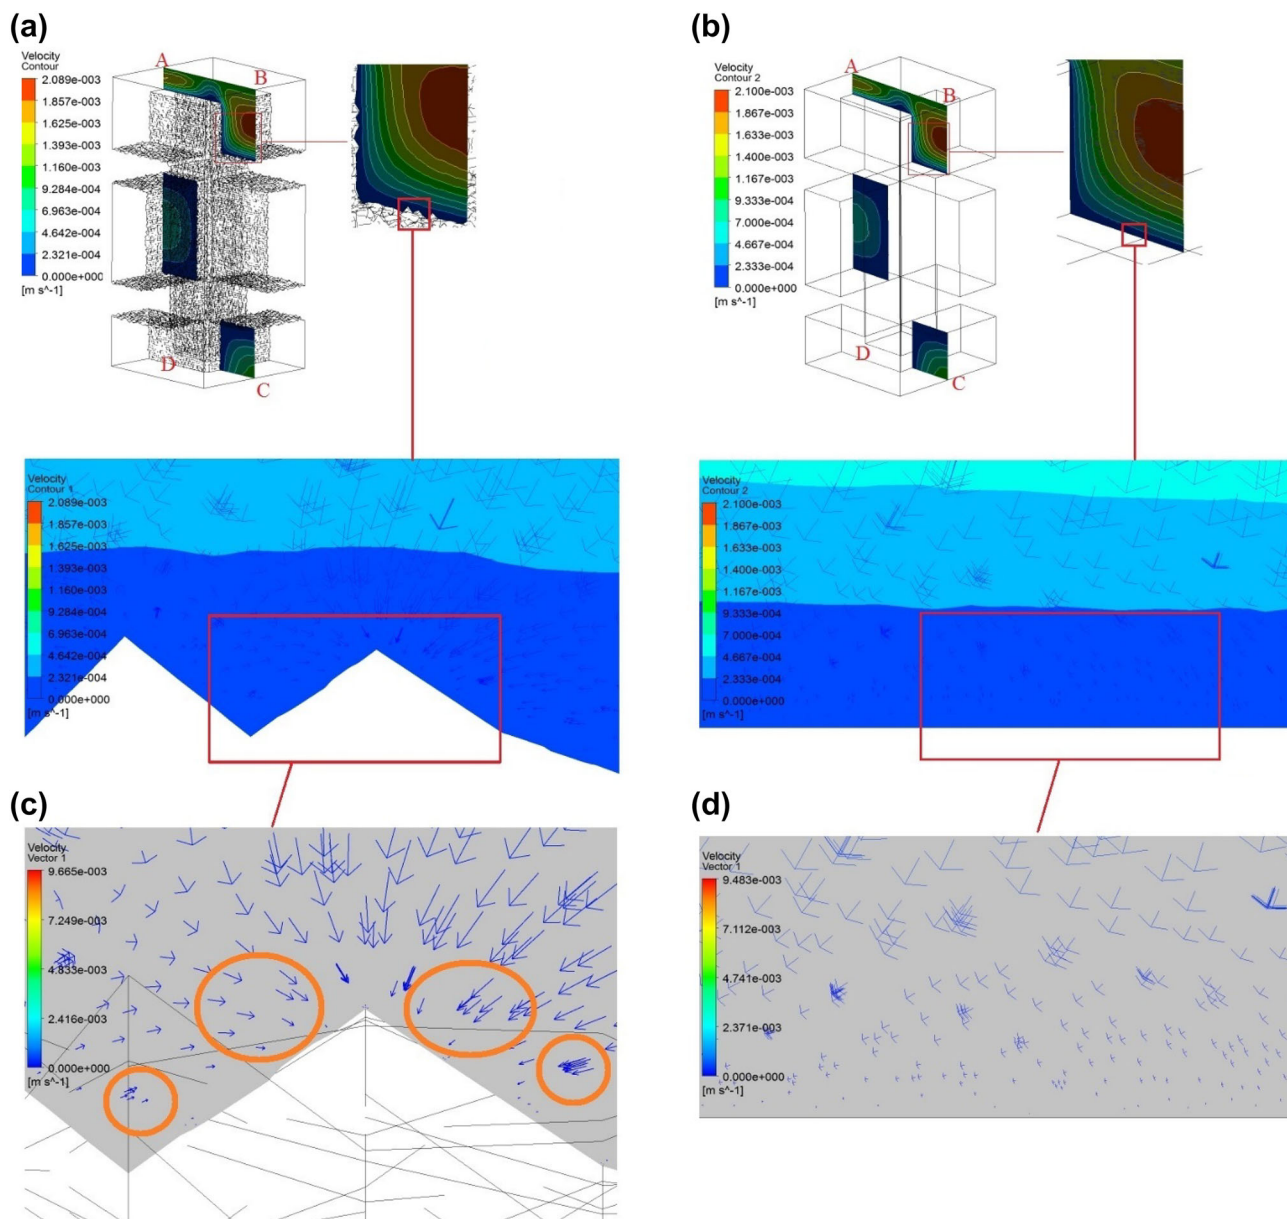 (a)
Velocity
Contour
2.089e-003
1.857e-003
1.625e-003
1.393e-003
1.160e-003
9.284e-004
6.963e-004
4.642e-004
2.321e-004
0.000e+000
[m s^-1]
A
B
D
C
(b)
Velocity
Contour 2
2.100e-003
1.867e-003
1.633e-003
1.400e-003
1.167e-003
9.333e-004
7.000e-004
4.667e-004
2.333e-004
0.000e+000
[m s^-1]
A
B
D
C
Velocity
Contour 1
2.089e-003
1.857e-003
1.625e-003
1.393e-003
1.160e-003
9.284e-004
6.963e-004
4.642e-004
2.321e-004
0.000e+000
[m s^-1]
Velocity
Contour 2
2.100e-003
1.867e-003
1.633e-003
1.400e-003
1.167e-003
9.333e-004
7.000e-004
4.667e-004
2.333e-004
0.000e+000
[m s^-1]
(c)
Velocity
Vector 1
9.665e-003
7.249e-003
4.833e-003
2.416e-003
0.000e+000
[m s^-1]
(d)
Velocity
Vector 1
9.483e-003
7.112e-003
4.741e-003
2.371e-003
0.000e+000
[m s^-1]